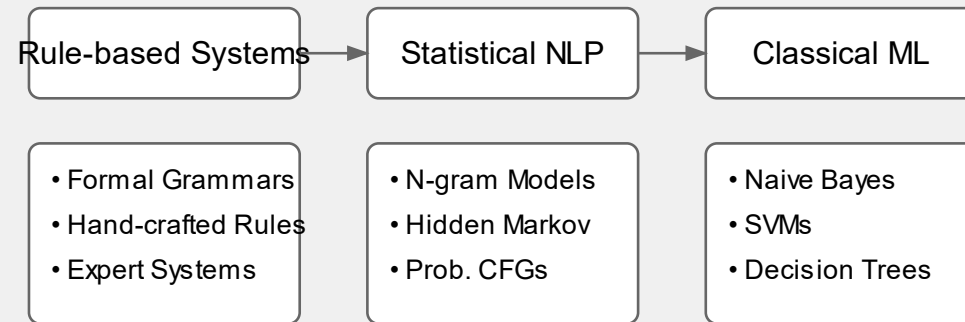 Rule-based Systems
Statistical NLP
Classical ML
• Formal Grammars
• Hand-crafted Rules
• Expert Systems
• N-gram Models
• Hidden Markov
• Prob. CFGs
• Naive Bayes
• SVMs
• Decision Trees